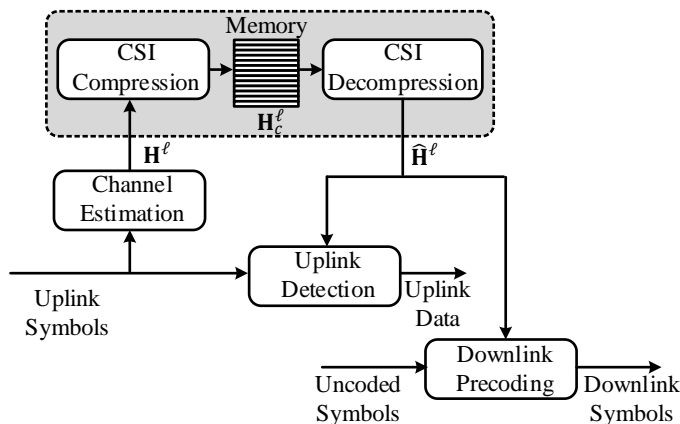 Memory
CSI
Compression
CSI
Decompression
H_c^ℓ
H^ℓ
Ĥ^ℓ
Channel
Estimation
Uplink
Detection
Uplink
Symbols
Uplink
Data
Downlink
Precoding
Uncoded
Symbols
Downlink
Symbols